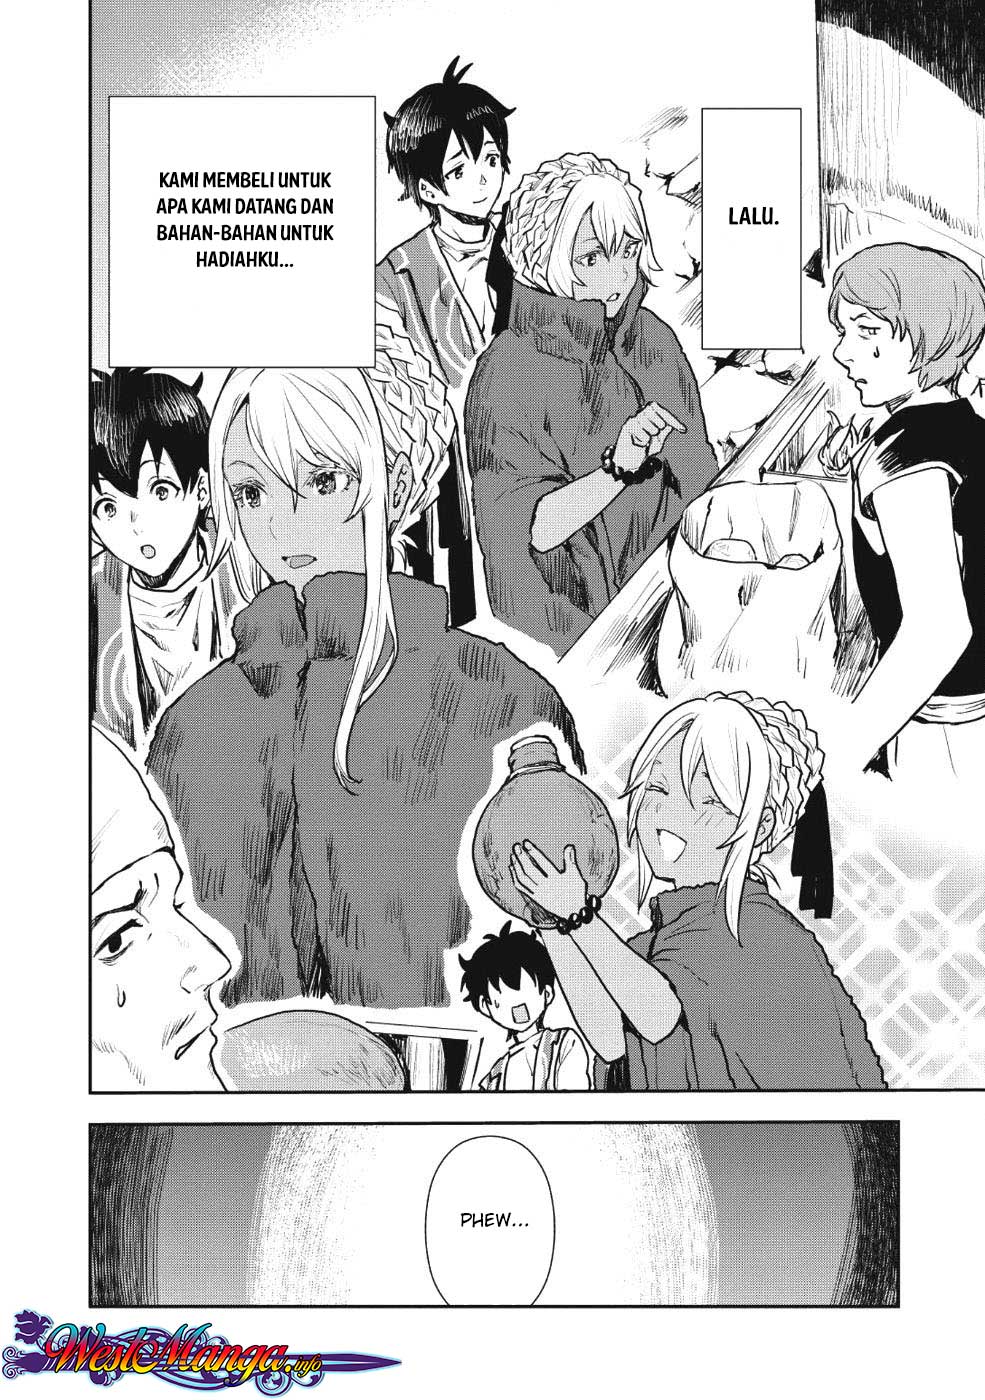 LALU.
KAMI MEMBELI UNTUK
APA KAMI DATANG DAN
BAHAN-BAHAN UNTUK
HADIAHKU...
PHEW...
WestManga.info